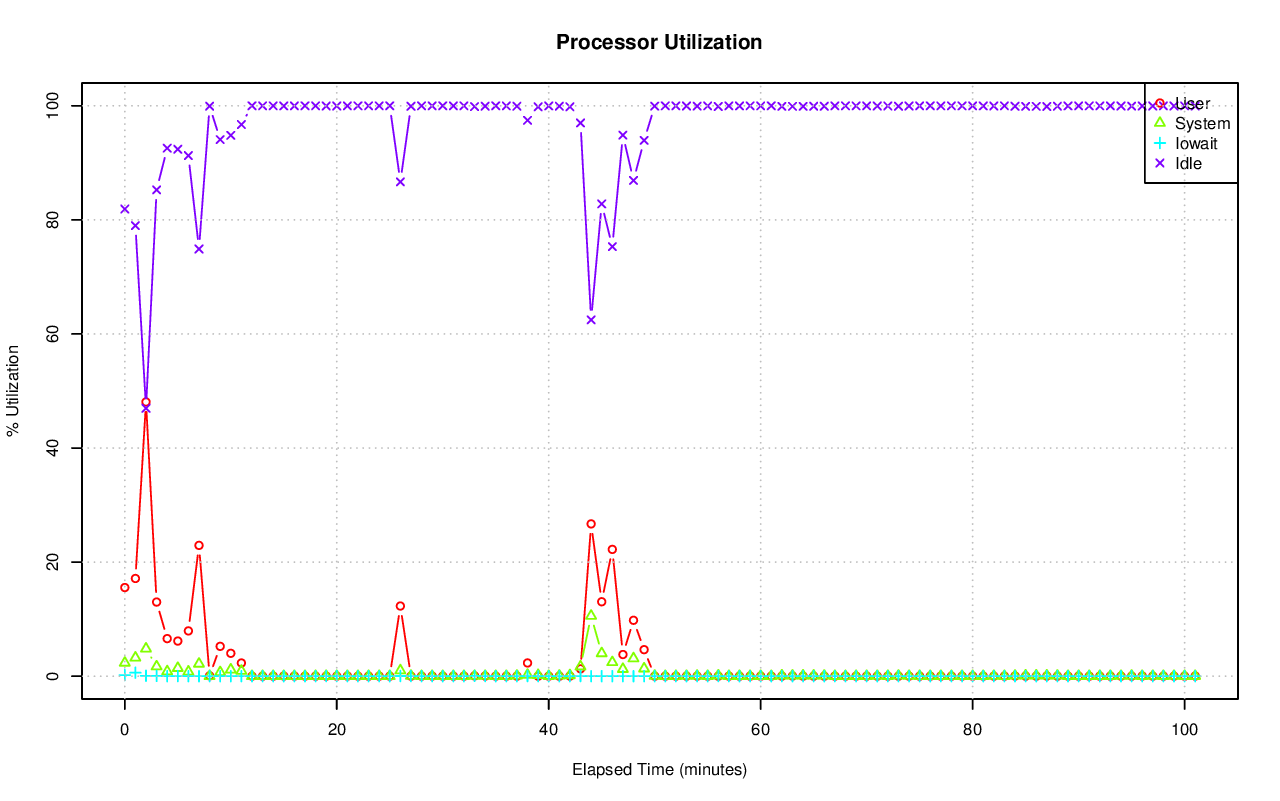 Processor Utilization
% Utilization
100
80
60
40
20
0
User
System
Iowait
Idle
0 20 40 60 80 100
Elapsed Time (minutes)